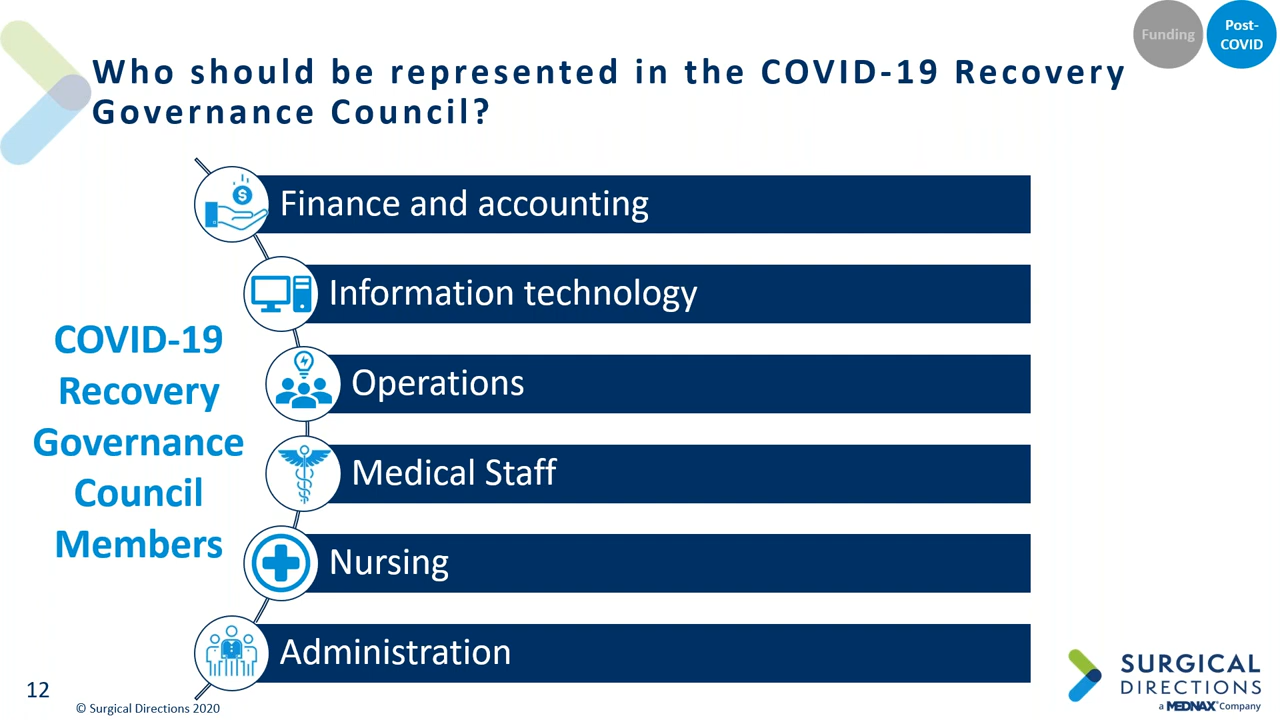 Funding
Post-
COVID
Who should be represented in the COVID-19 Recovery
Governance Council?
COVID-19
Recovery
Governance
Council
Members
$
Finance and accounting
Information technology
Operations
Medical Staff
Nursing
Administration
12
© Surgical Directions 2020
SURGICAL
DIRECTIONS
a MEDNAX® Company